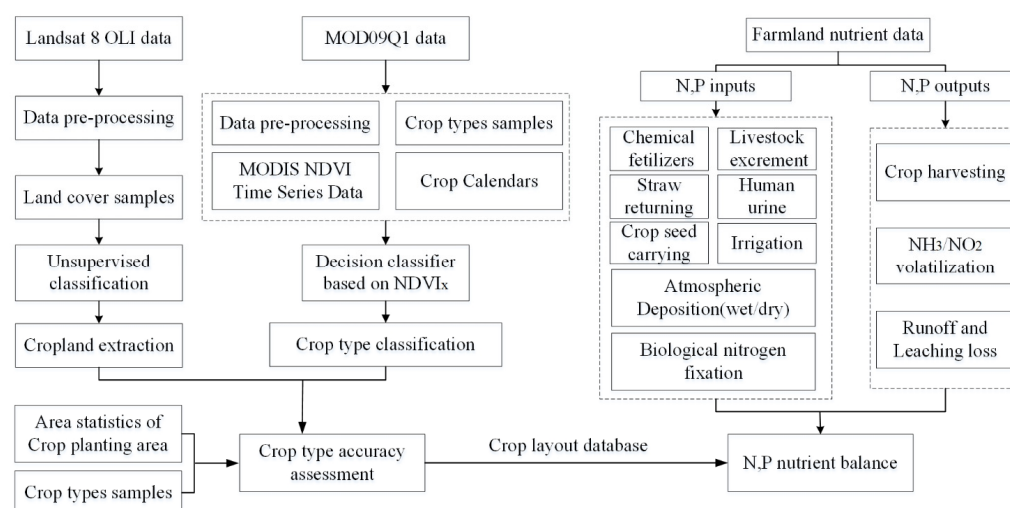 Landsat 8 OLI data
Data pre-processing
Land cover samples
Unsupervised
classification
Cropland extraction
MOD09Q1 data
Data pre-processing
Crop types samples
MODIS NDVI
Time Series Data
Crop Calendars
Decision classifier
based on NDVIx
Crop type classification
Farmland nutrient data
N,P inputs
N,P outputs
Chemical
fetilizers
Livestock
excrement
Straw
returning
Human
urine
Crop seed
carrying
Irrigation
Atmospheric
Deposition(wet/dry)
Biological nitrogen
fixation
Crop harvesting
NH3/NO2
volatilization
Runoff and
Leaching loss
Area statistics of
Crop planting area
Crop types samples
Crop type accuracy
assessment
Crop layout database
N,P nutrient balance